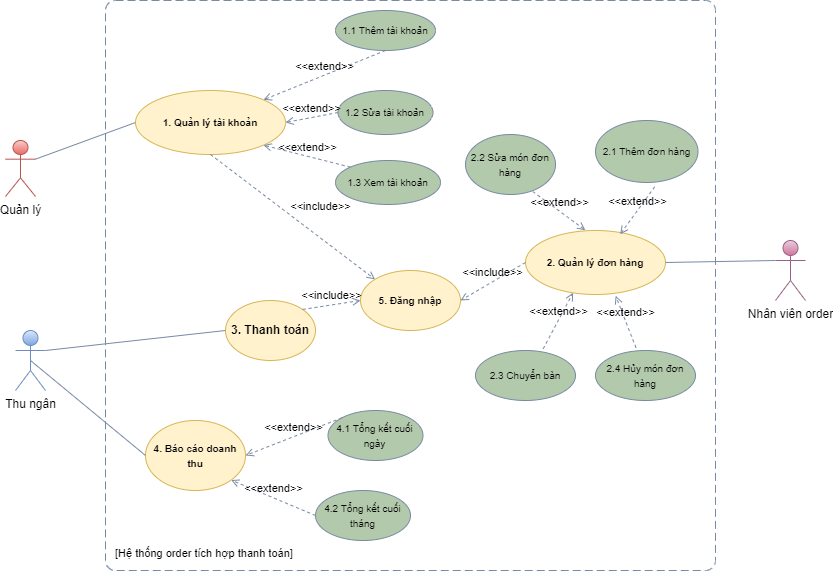 1.1 Thêm tài khoản
<<extend>>
1. Quản lý tài khoản
<<extend>>
1.2 Sửa tài khoản
<<extend>>
1.3 Xem tài khoản
Quản lý
<<include>>
2.2 Sửa món đơn
hàng
2.1 Thêm đơn hàng
<<extend>>
<<extend>>
2. Quản lý đơn hàng
<<include>>
Nhân viên order
5. Đăng nhập
<<include>>
3. Thanh toán
<<extend>>
<<extend>>
2.3 Chuyển bàn
2.4 Hủy món đơn
hàng
Thu ngân
4. Báo cáo doanh
thu
<<extend>>
4.1 Tổng kết cuối
ngày
<<extend>>
4.2 Tổng kết cuối
tháng
[Hệ thống order tích hợp thanh toán]